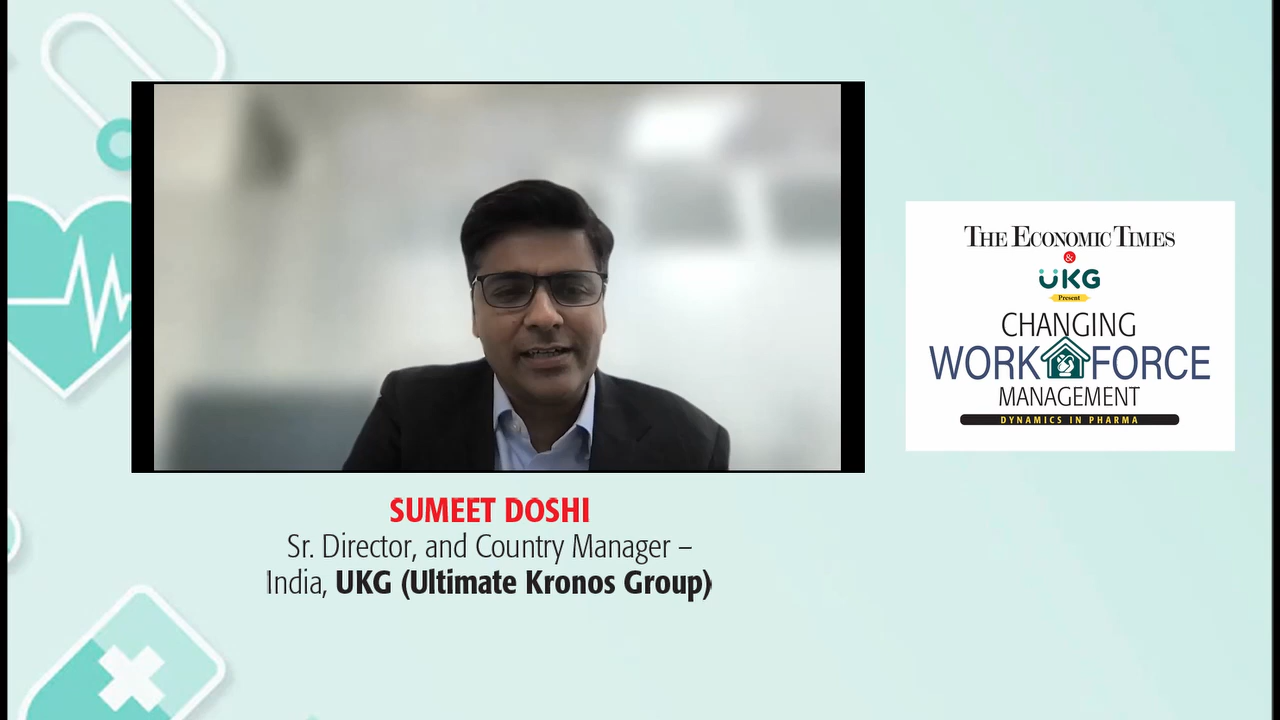 THE ECONOMIC TIMES
&
UKG
Present
CHANGING
WORKFORCE
MANAGEMENT
DYNAMICS IN PHARMA
SUMEET DOSHI
Sr. Director, and Country Manager –
India, UKG (Ultimate Kronos Group)